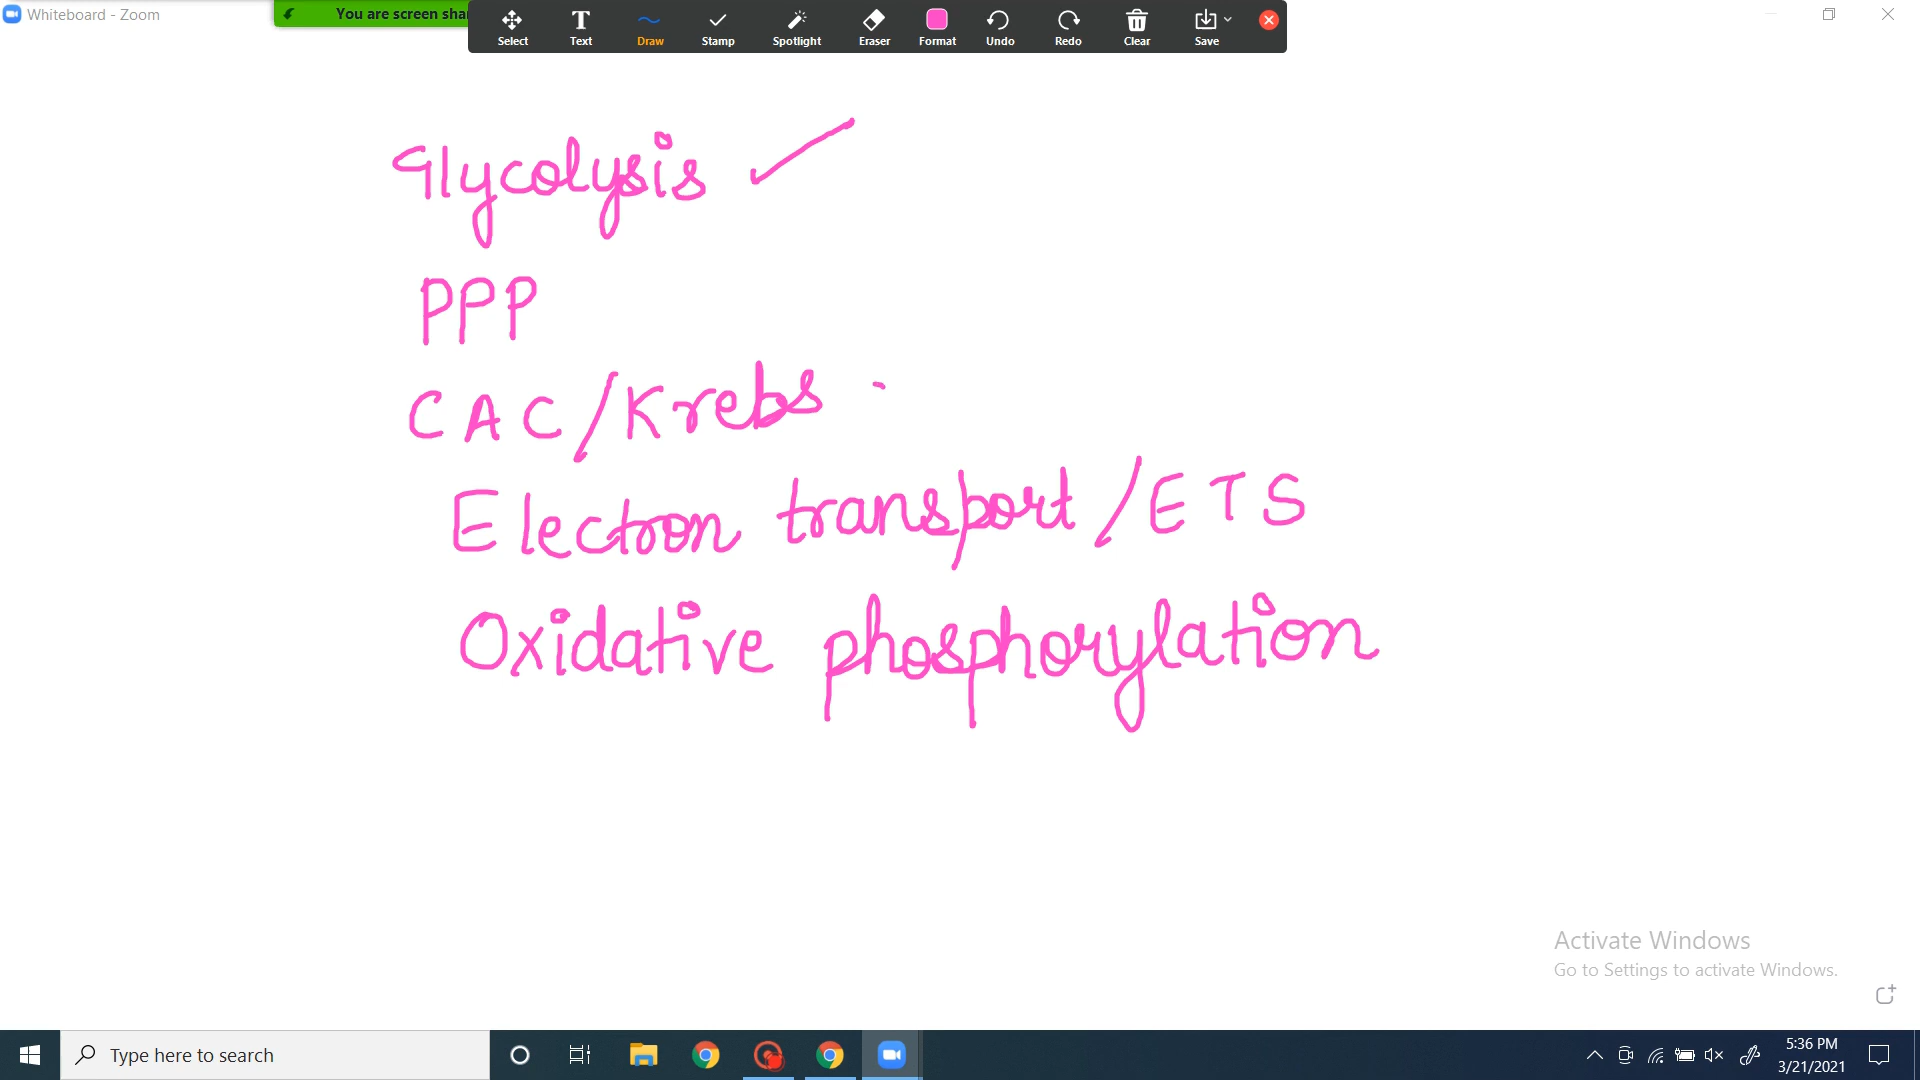 Whiteboard - Zoom
You are screen sha
Select Text Draw Stamp Spotlight Eraser Format Undo Redo Clear Save
Glycolysis ✓
PPP
CAC/Krebs -
Electron transport/ETS
Oxidative phosphorylation
Activate Windows
Go to Settings to activate Windows.
Type here to search
5:36 PM
3/21/2021